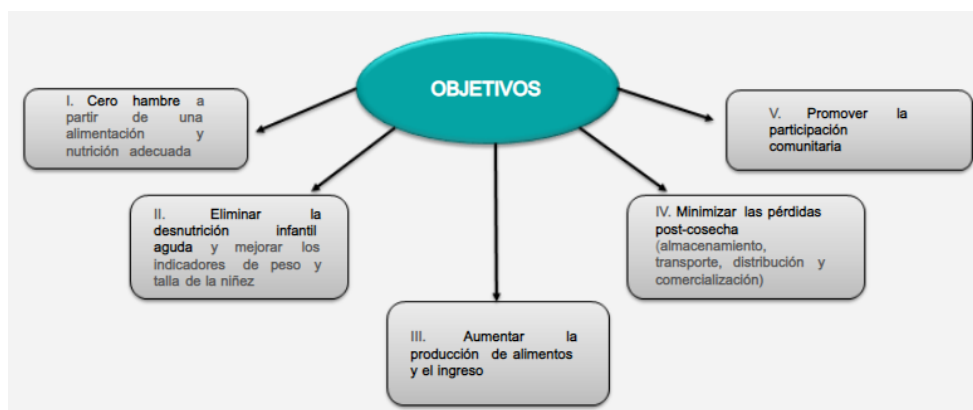 OBJETIVOS
I. Cero hambre a
partir de una
alimentación y
nutrición adecuada
II. Eliminar la
desnutrición infantil
aguda y mejorar los
indicadores de peso y
talla de la niñez
III. Aumentar la
producción de alimentos
y el ingreso
IV. Minimizar las pérdidas
post-cosecha
(almacenamiento,
transporte, distribución y
comercialización)
V. Promover la
participación
comunitaria